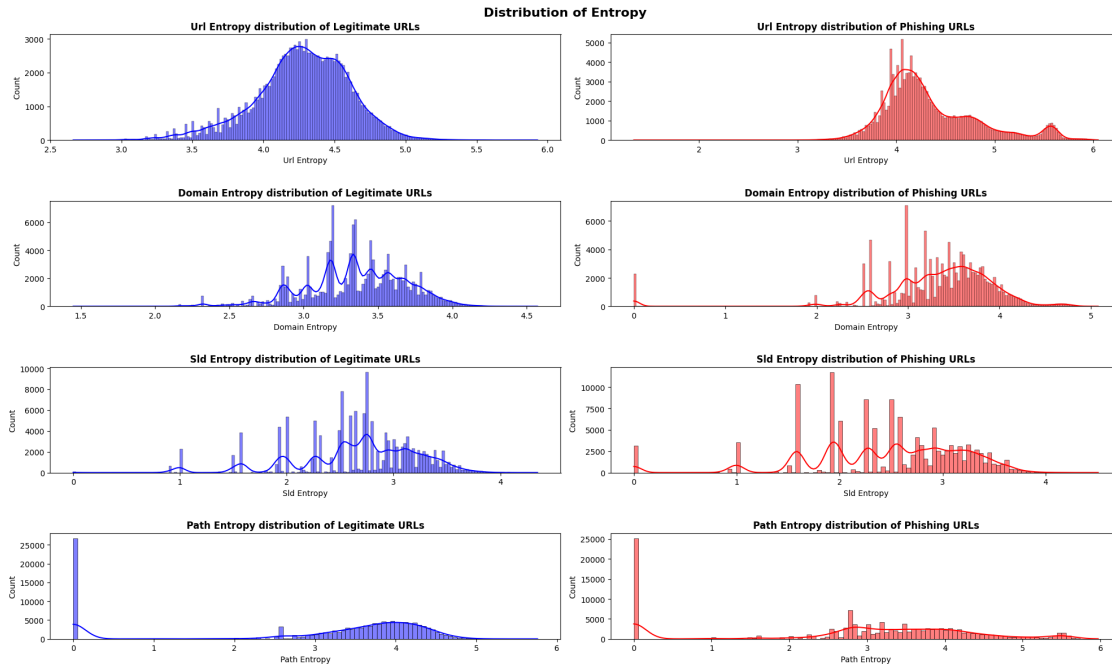 Distribution of Entropy
Url Entropy distribution of Legitimate URLs
Count
3000
2000
1000
0
2.5 3.0 3.5 4.0 4.5 5.0 5.5 6.0
Url Entropy
Url Entropy distribution of Phishing URLs
Count
5000
4000
3000
2000
1000
0
2 3 4 5 6
Url Entropy
Domain Entropy distribution of Legitimate URLs
Count
6000
4000
2000
0
1.5 2.0 2.5 3.0 3.5 4.0 4.5
Domain Entropy
Domain Entropy distribution of Phishing URLs
Count
6000
4000
2000
0
0 1 2 3 4 5
Domain Entropy
Sld Entropy distribution of Legitimate URLs
Count
10000
8000
6000
4000
2000
0
0 1 2 3 4
Sld Entropy
Sld Entropy distribution of Phishing URLs
Count
10000
7500
5000
2500
0
0 1 2 3 4
Sld Entropy
Path Entropy distribution of Legitimate URLs
Count
25000
20000
15000
10000
5000
0
0 1 2 3 4 5 6
Path Entropy
Path Entropy distribution of Phishing URLs
Count
25000
20000
15000
10000
5000
0
0 1 2 3 4 5 6
Path Entropy